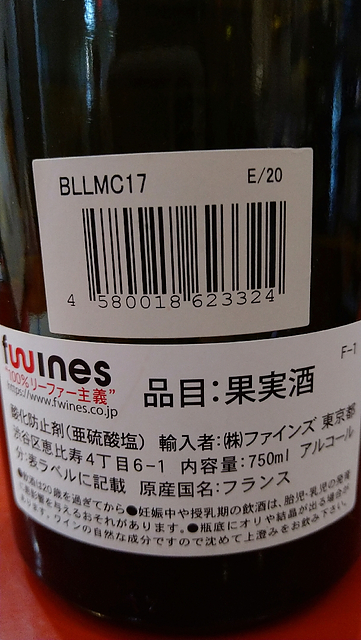 BLLMC17 E/20
4 580018 623324
fwines F-1
"100%リーファー主義"
https://www.fwines.co.jp
品目:果実酒
酸化防止剤(亜硫酸塩) 輸入者:(株)ファインズ 東京都
渋谷区恵比寿4丁目6-1 内容量:750ml アルコール
分:表ラベルに記載 原産国名:フランス
●飲酒は20歳を過ぎてから●妊娠中や授乳期の飲酒は、胎児・乳児の発育
に悪影響を与えるおそれがあります。●瓶底にオリや結晶が出る場合が
あります。ワインの自然な成分ですので沈めて上澄みをお飲み下さい。